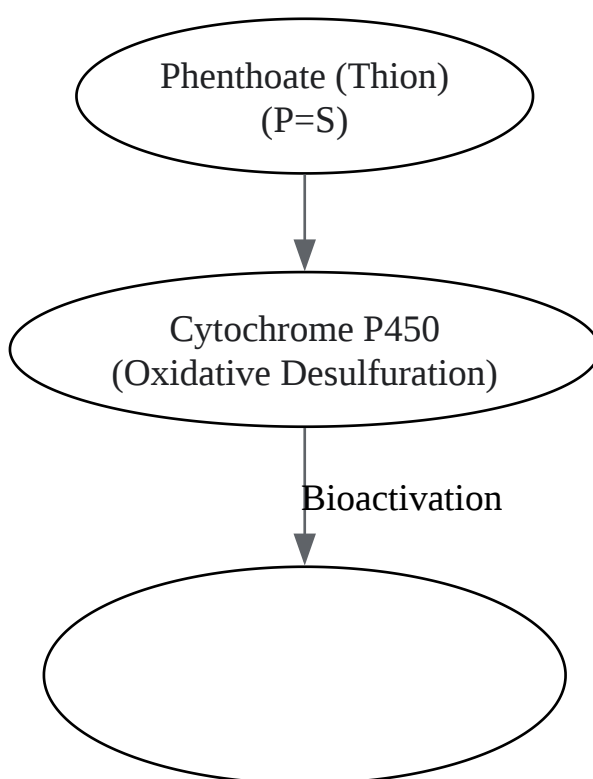 Phenthoate (Thion)
(P=S)
Cytochrome P450
(Oxidative Desulfuration)
Bioactivation